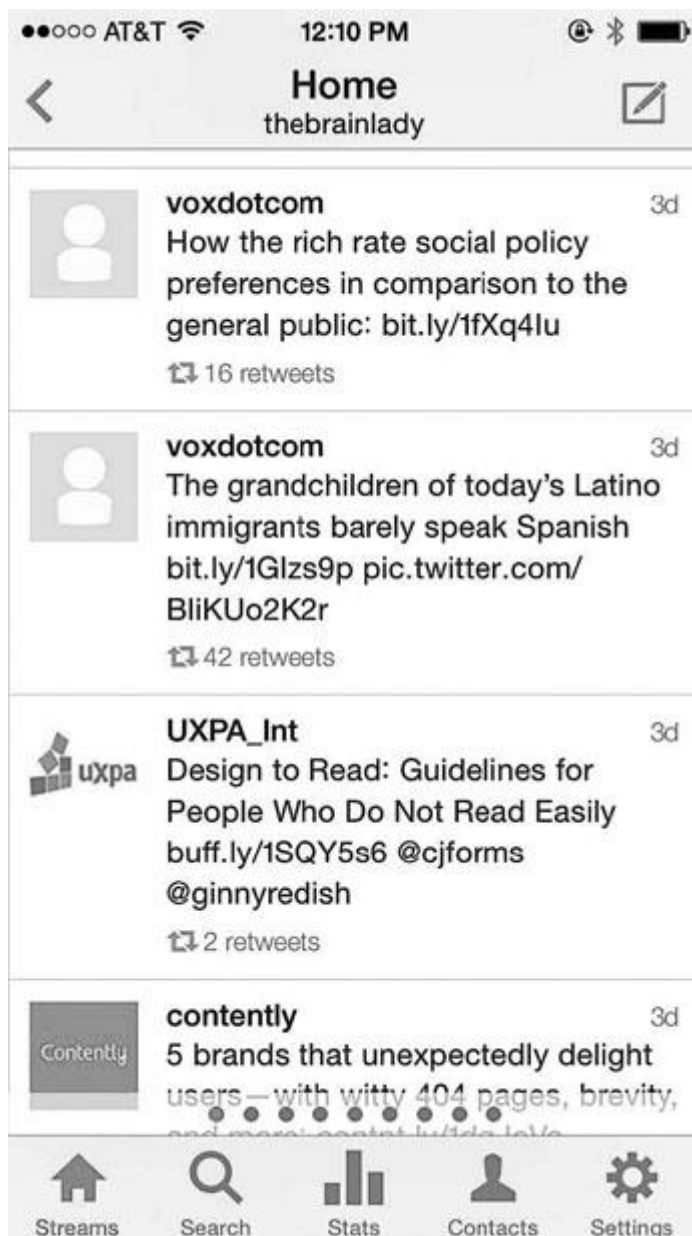 AT&T 12:10 PM
Home
thebrainlady
voxdotcom 3d
How the rich rate social policy
preferences in comparison to the
general public: bit.ly/1fXq4Iu
16 retweets
voxdotcom 3d
The grandchildren of today’s Latino
immigrants barely speak Spanish
bit.ly/1GIzs9p pic.twitter.com/
BliKUo2K2r
42 retweets
uxpa
UXPA_Int 3d
Design to Read: Guidelines for
People Who Do Not Read Easily
buff.ly/1SQY5s6 @cjforms
@ginnyredish
2 retweets
Contently
contently 3d
5 brands that unexpectedly delight
users—with witty 404 pages, brevity,
and more:
Streams Search Stats Contacts Settings